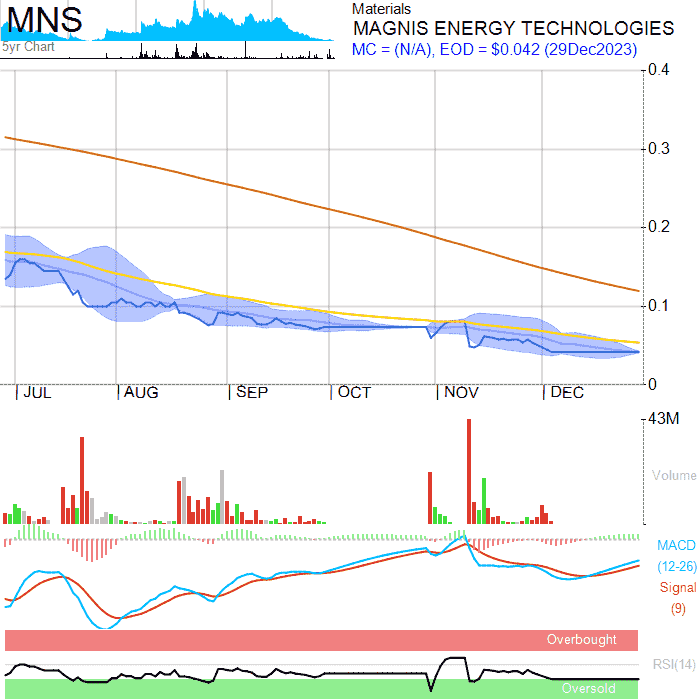 MNS
5yr Chart
Materials
MAGNIS ENERGY TECHNOLOGIES
MC = (N/A), EOD = $0.042 (29Dec2023)
0.4
0.3
0.2
0.1
0
JUL AUG SEP OCT NOV DEC
43M
Volume
MACD
(12-26)
Signal
(9)
Overbought
RSI(14)
Oversold